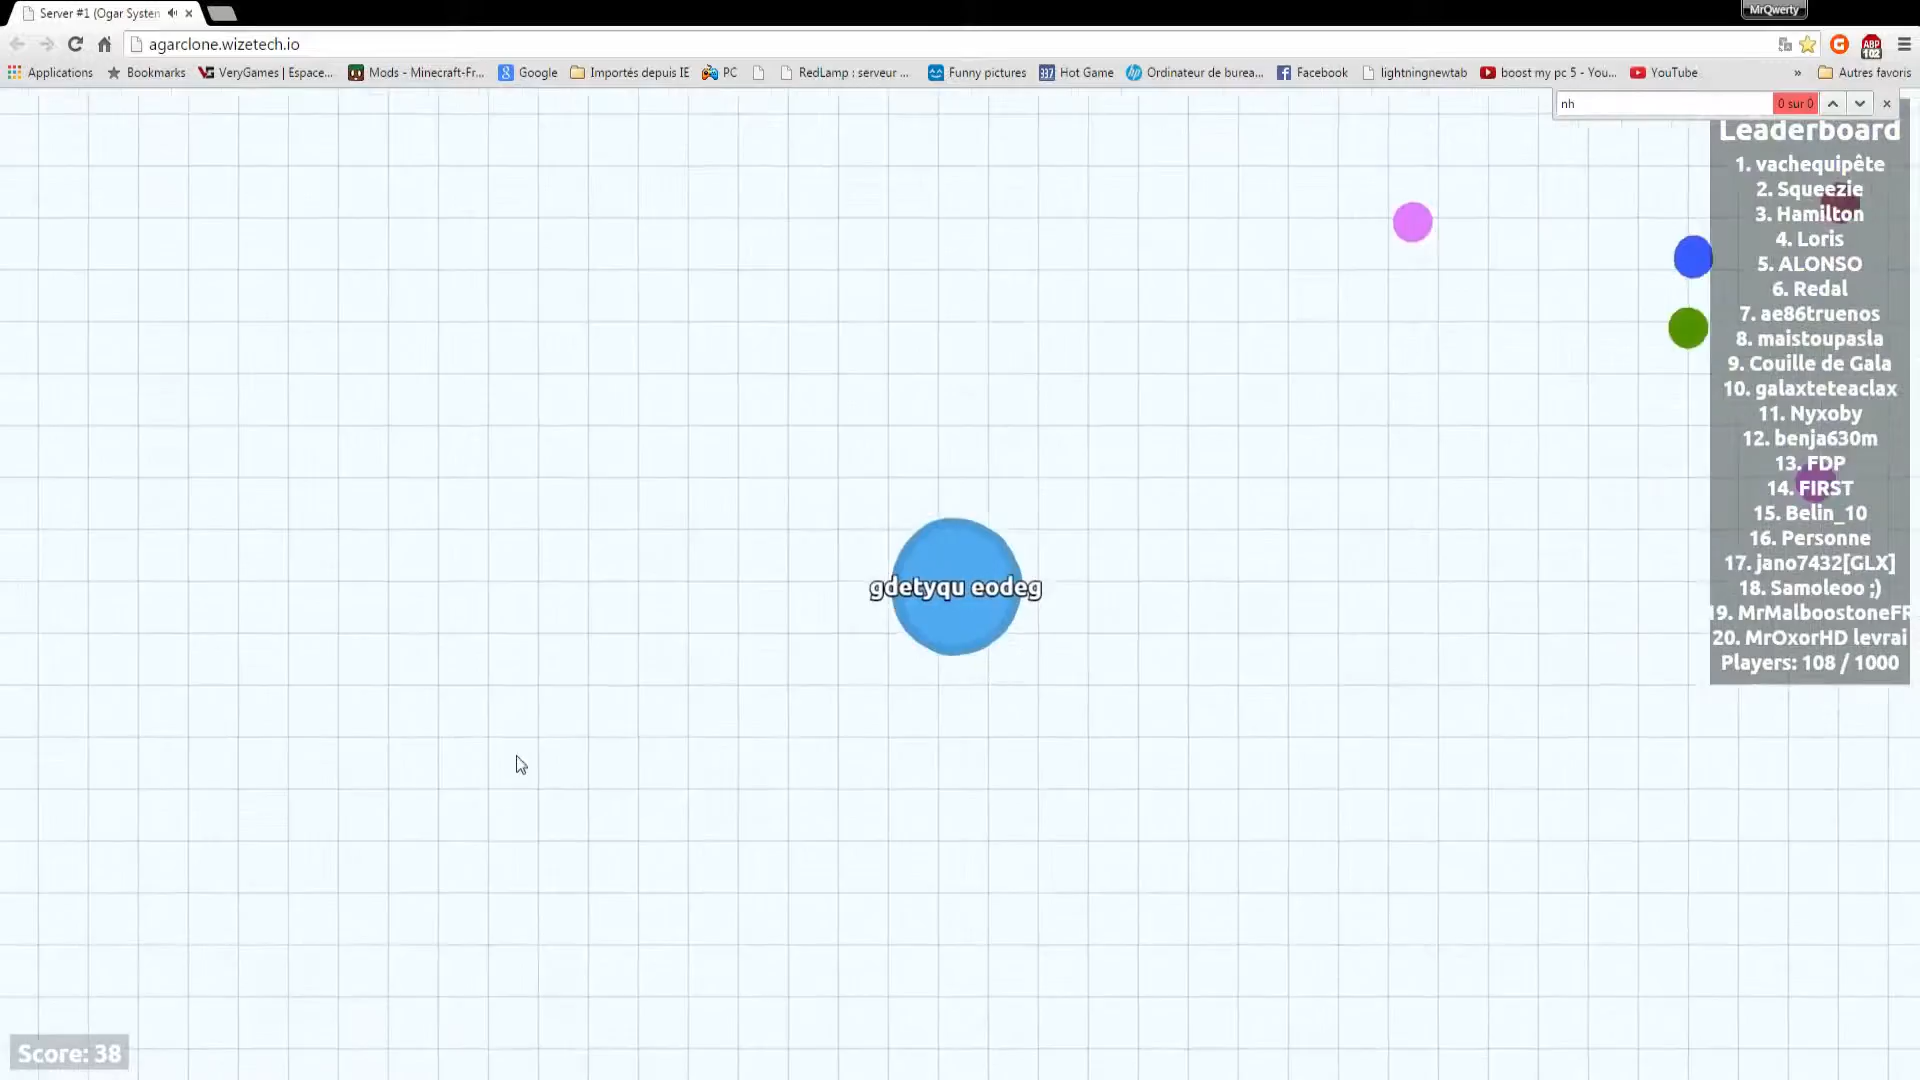 Server #1 (Ogar System
MrQwerty
agarclone.wizetech.io
ABP
102
Applications
Bookmarks
VeryGames | Espace...
Mods - Minecraft-Fr...
Google
Importés depuis IE
PC
RedLamp : serveur ...
Funny pictures
337 Hot Game
Ordinateur de burea...
Facebook
lightningnewtab
boost my pc 5 - You...
YouTube
»
Autres favoris
nh
0 sur 0
Leaderboard
1. vachequipête
2. Squeezie
3. Hamilton
4. Loris
5. ALONSO
6. Redal
7. ae86truenos
8. maistoupasla
9. Couille de Gala
10. galaxteteaclax
11. Nyxoby
12. benja630m
13. FDP
14. FIRST
15. Belin_10
16. Personne
17. jano7432[GLX]
18. Samoleoo ;)
19. MrMalboostoneFR
20. MrOxorHD levrai
Players: 108 / 1000
gdetyqu eodeg
Score: 38